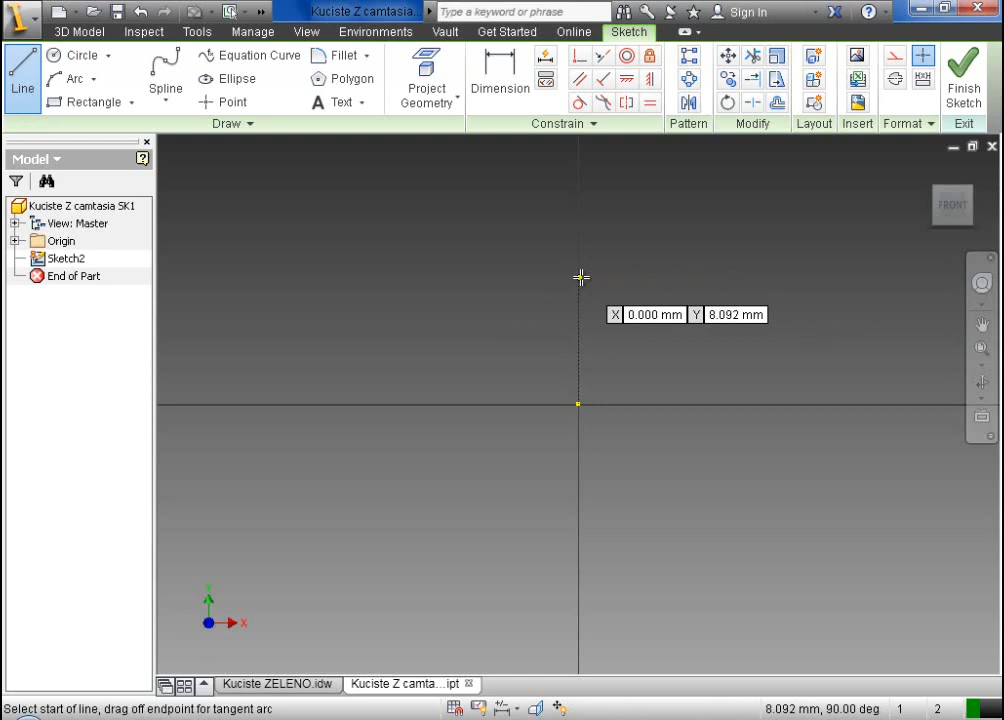 Kuciste Z camtasia...
Type a keyword or phrase
Sign In
3D Model Inspect Tools Manage View Environments Vault Get Started Online Sketch
Line
Circle
Arc
Rectangle
Spline
Equation Curve
Ellipse
Point
Fillet
Polygon
A Text
Project Geometry
Dimension
Finish Sketch
Draw Constrain Pattern Modify Layout Insert Format Exit
Model
Kuciste Z camtasia SK1
View: Master
Origin
Sketch2
End of Part
FRONT
X 0.000 mm Y 8.092 mm
Y
X
Kuciste ZELENO.idw Kuciste Z camta...ipt
Select start of line, drag off endpoint for tangent arc 8.092 mm, 90.00 deg 1 2